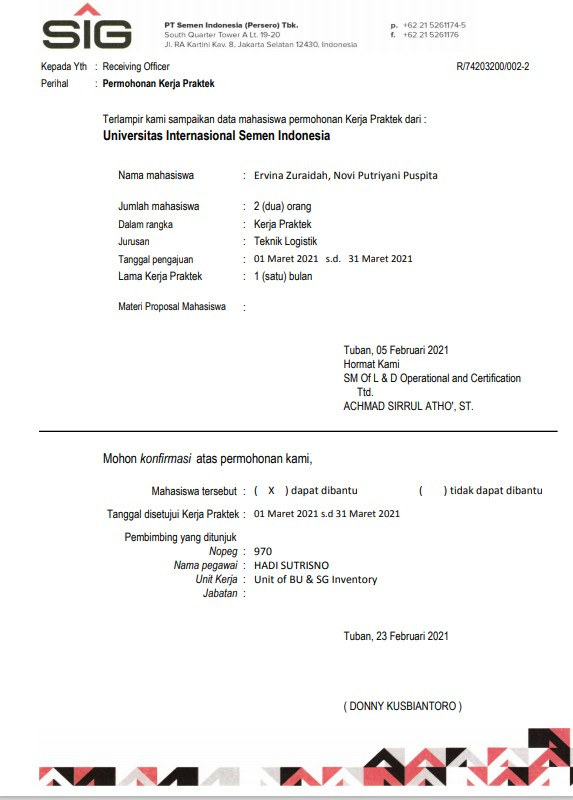 SIG
PT Semen Indonesia (Persero) Tbk.
South Quarter Tower A Lt. 19-20
Jl. RA Kartini Kav. 8, Jakarta Selatan 12430, Indonesia
p. +62 21 5261174-5
f. +62 21 5261176
Kepada Yth : Receiving Officer R/74203200/002-2
Perihal : Permohonan Kerja Praktek
Terlampir kami sampaikan data mahasiswa permohonan Kerja Praktek dari :
Universitas Internasional Semen Indonesia
Nama mahasiswa : Ervina Zuraidah, Novi Putriyani Puspita
Jumlah mahasiswa : 2 (dua) orang
Dalam rangka : Kerja Praktek
Jurusan : Teknik Logistik
Tanggal pengajuan : 01 Maret 2021 s.d. 31 Maret 2021
Lama Kerja Praktek : 1 (satu) bulan
Materi Proposal Mahasiswa :
Tuban, 05 Februari 2021
Hormat Kami
SM Of L & D Operational and Certification
Ttd.
ACHMAD SIRRUL ATHO', ST.
Mohon konfirmasi atas permohonan kami,
Mahasiswa tersebut : ( X ) dapat dibantu ( ) tidak dapat dibantu
Tanggal disetujui Kerja Praktek : 01 Maret 2021 s.d 31 Maret 2021
Pembimbing yang ditunjuk
Nopeg : 970
Nama pegawai : HADI SUTRISNO
Unit Kerja : Unit of BU & SG Inventory
Jabatan :
Tuban, 23 Februari 2021
( DONNY KUSBIANTORO )